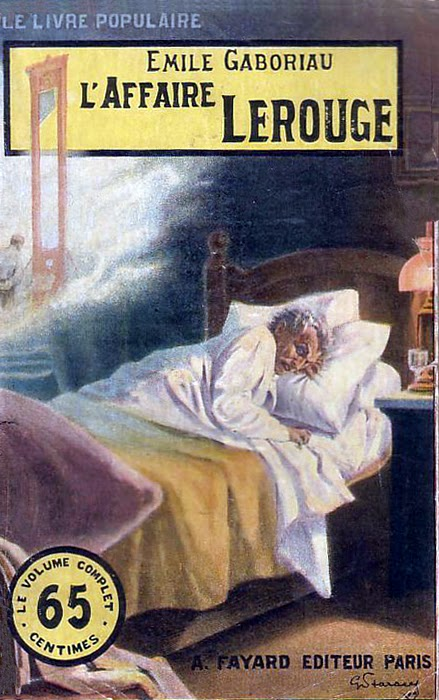 LE LIVRE POPULAIRE
EMILE GABORIAU
L'AFFAIRE
LEROUGE
LE VOLUME COMPLET
65
CENTIMES
A. FAYARD EDITEUR PARIS